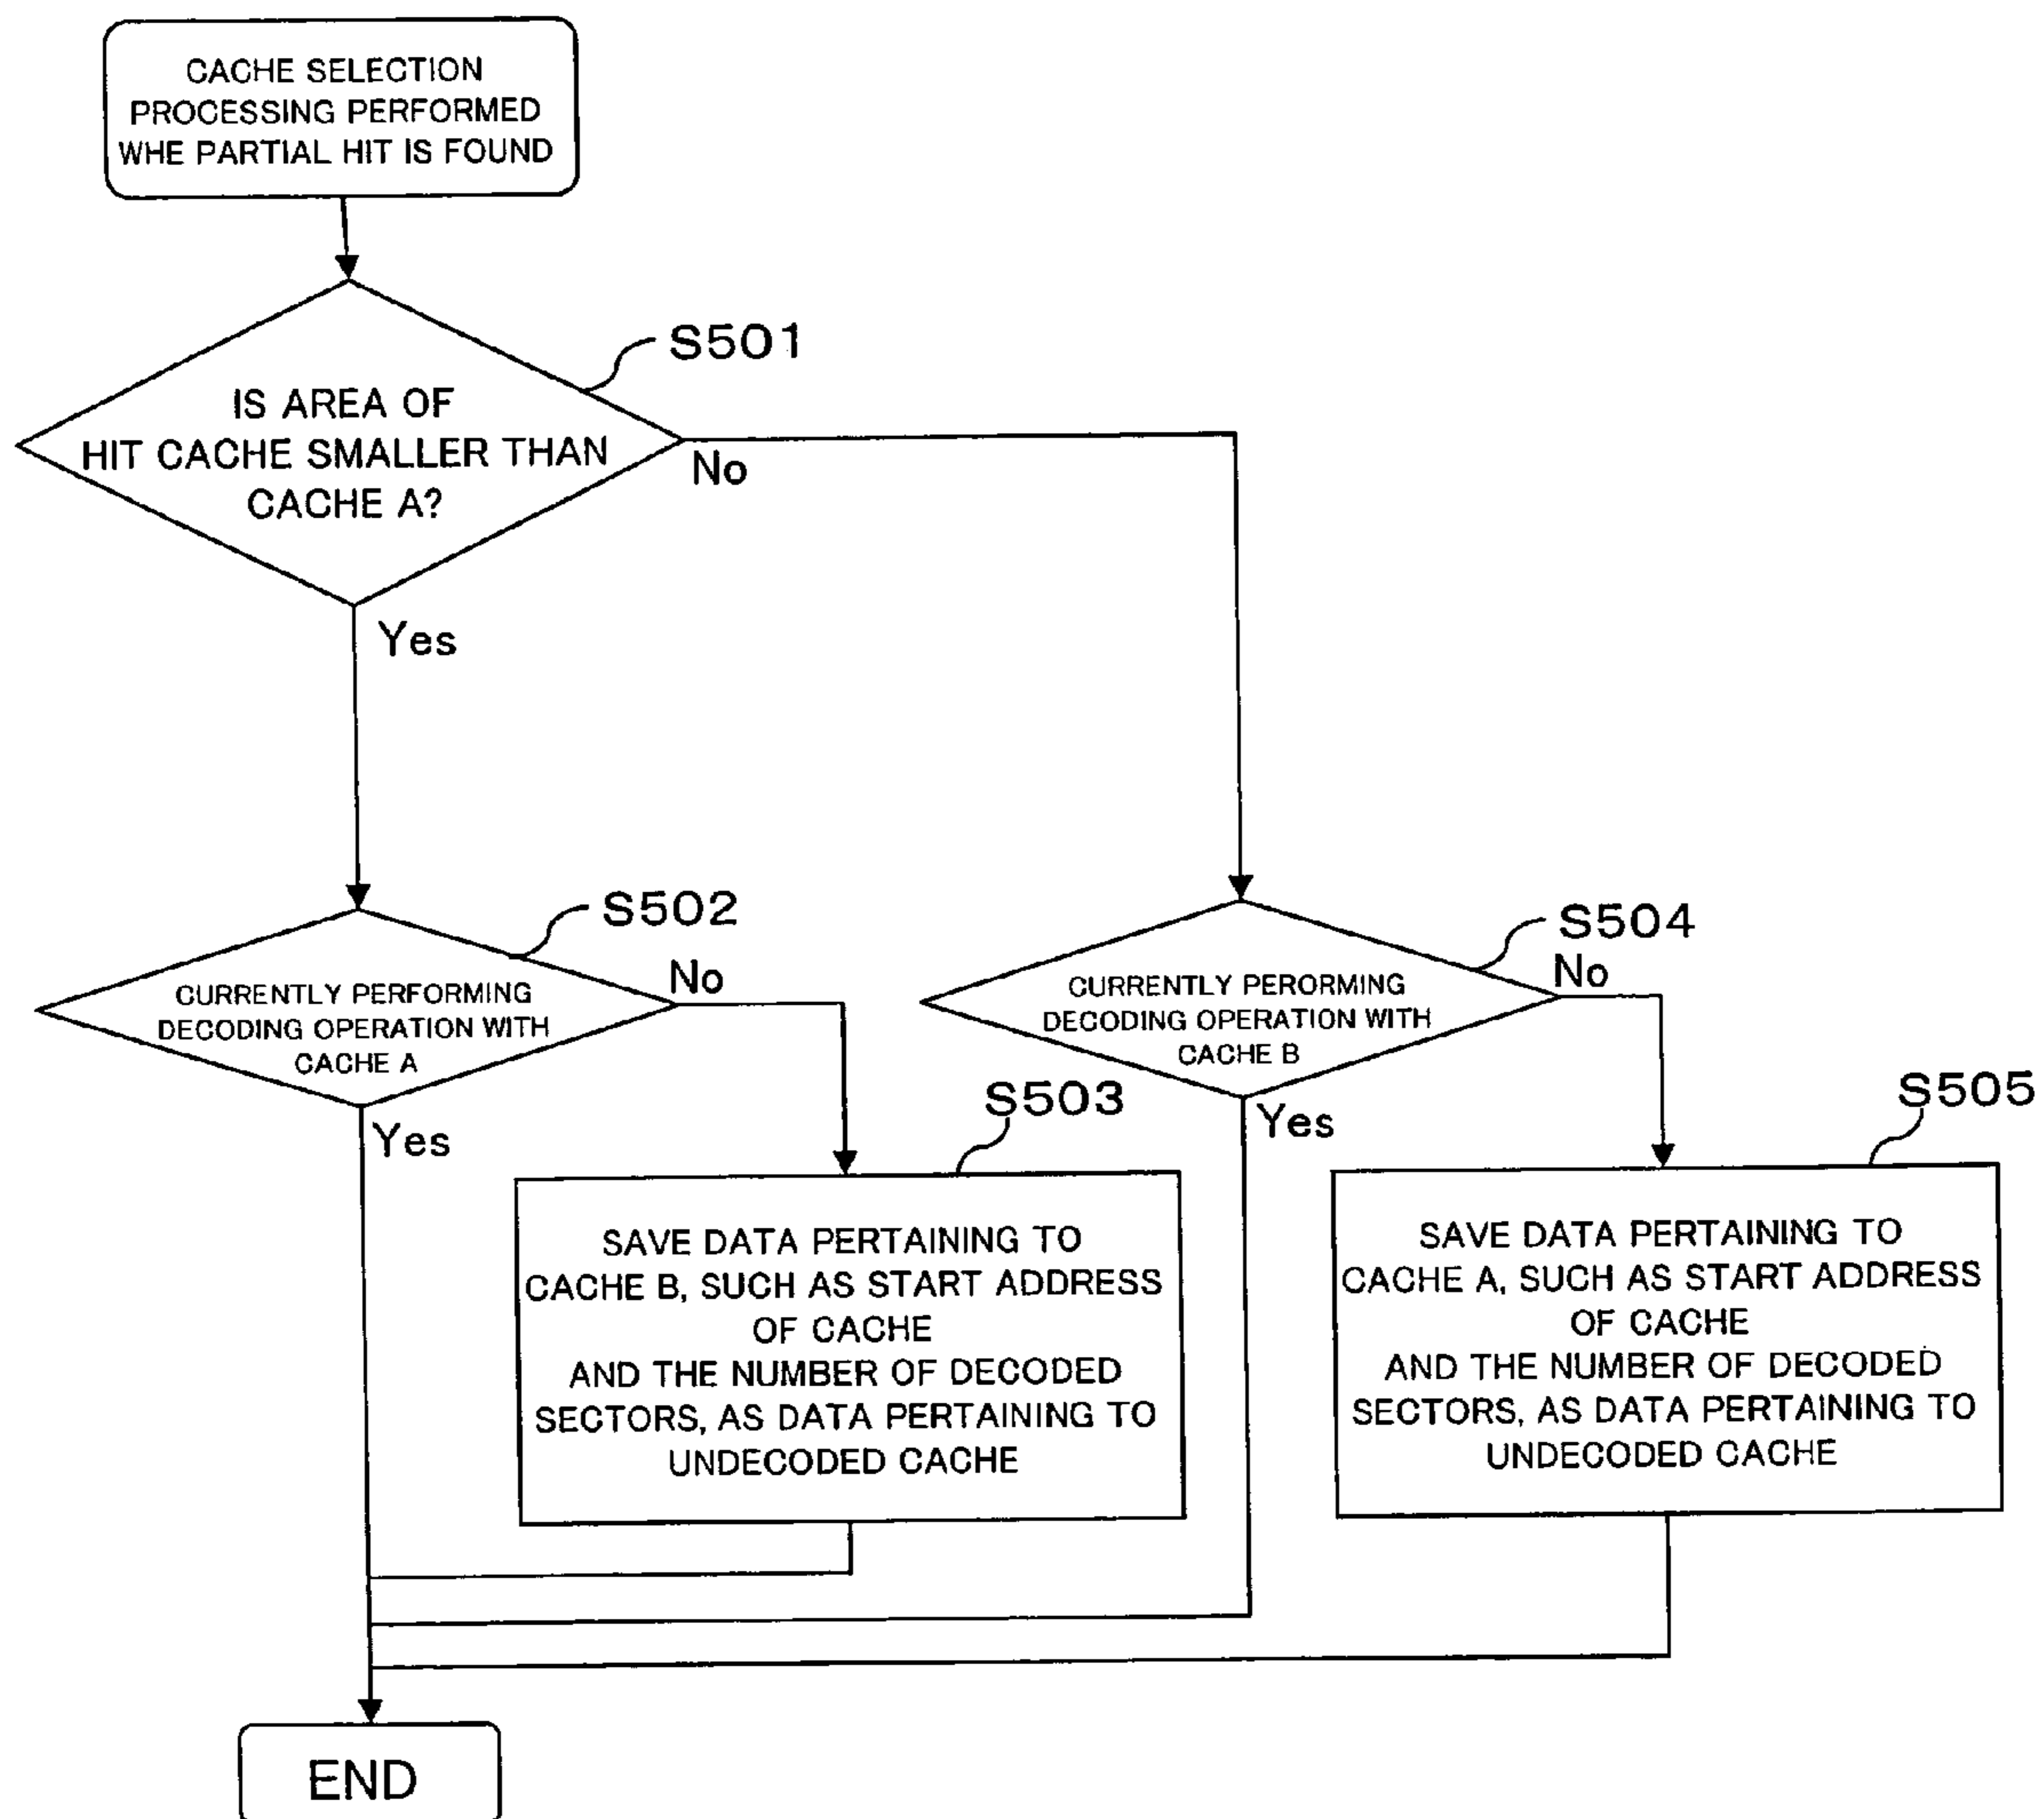 CACHE SELECTION
PROCESSING PERFORMED
WHE PARTIAL HIT IS FOUND
S501
IS AREA OF
HIT CACHE SMALLER THAN
CACHE A?
No
Yes
S502
CURRENTLY PERFORMING
DECODING OPERATION WITH
CACHE A
No
Yes
S504
CURRENTLY PERORMING
DECODING OPERATION WITH
CACHE B
No
Yes
S503
SAVE DATA PERTAINING TO
CACHE B, SUCH AS START ADDRESS
OF CACHE
AND THE NUMBER OF DECODED
SECTORS, AS DATA PERTAINING TO
UNDECODED CACHE
S505
SAVE DATA PERTAINING TO
CACHE A, SUCH AS START ADDRESS
OF CACHE
AND THE NUMBER OF DECODED
SECTORS, AS DATA PERTAINING TO
UNDECODED CACHE
END